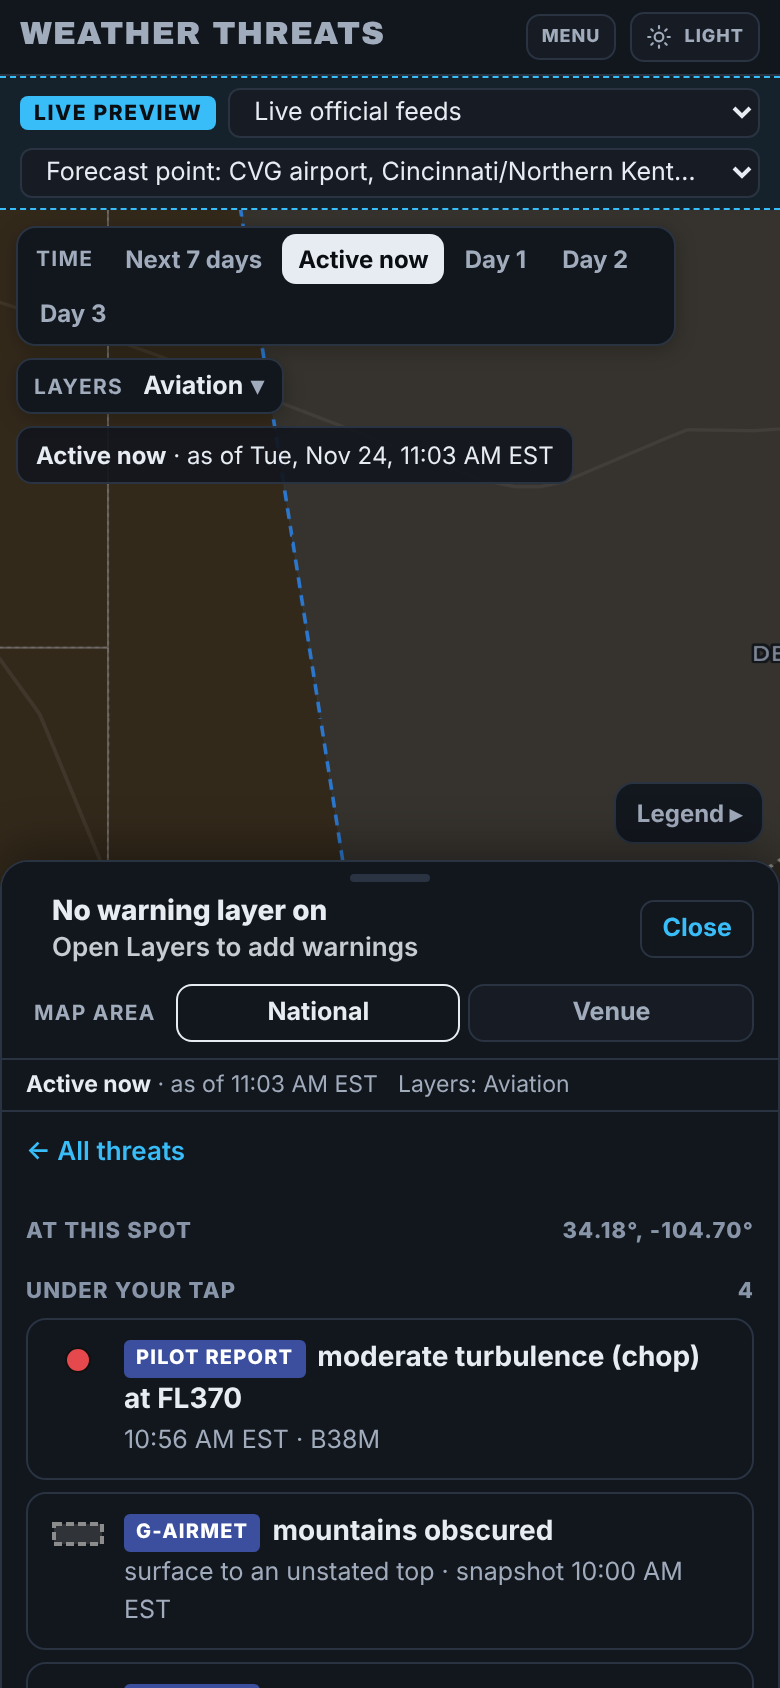 WEATHER THREATS
MENU
LIGHT
LIVE PREVIEW
Live official feeds
Forecast point: CVG airport, Cincinnati/Northern Kent...
TIME Next 7 days Active now Day 1 Day 2
Day 3
LAYERS Aviation ▾
Active now · as of Tue, Nov 24, 11:03 AM EST
DE
Legend ▸
No warning layer on
Open Layers to add warnings
Close
MAP AREA National Venue
Active now · as of 11:03 AM EST Layers: Aviation
← All threats
AT THIS SPOT 34.18°, -104.70°
UNDER YOUR TAP 4
PILOT REPORT moderate turbulence (chop)
at FL370
10:56 AM EST · B38M
G-AIRMET mountains obscured
surface to an unstated top · snapshot 10:00 AM
EST